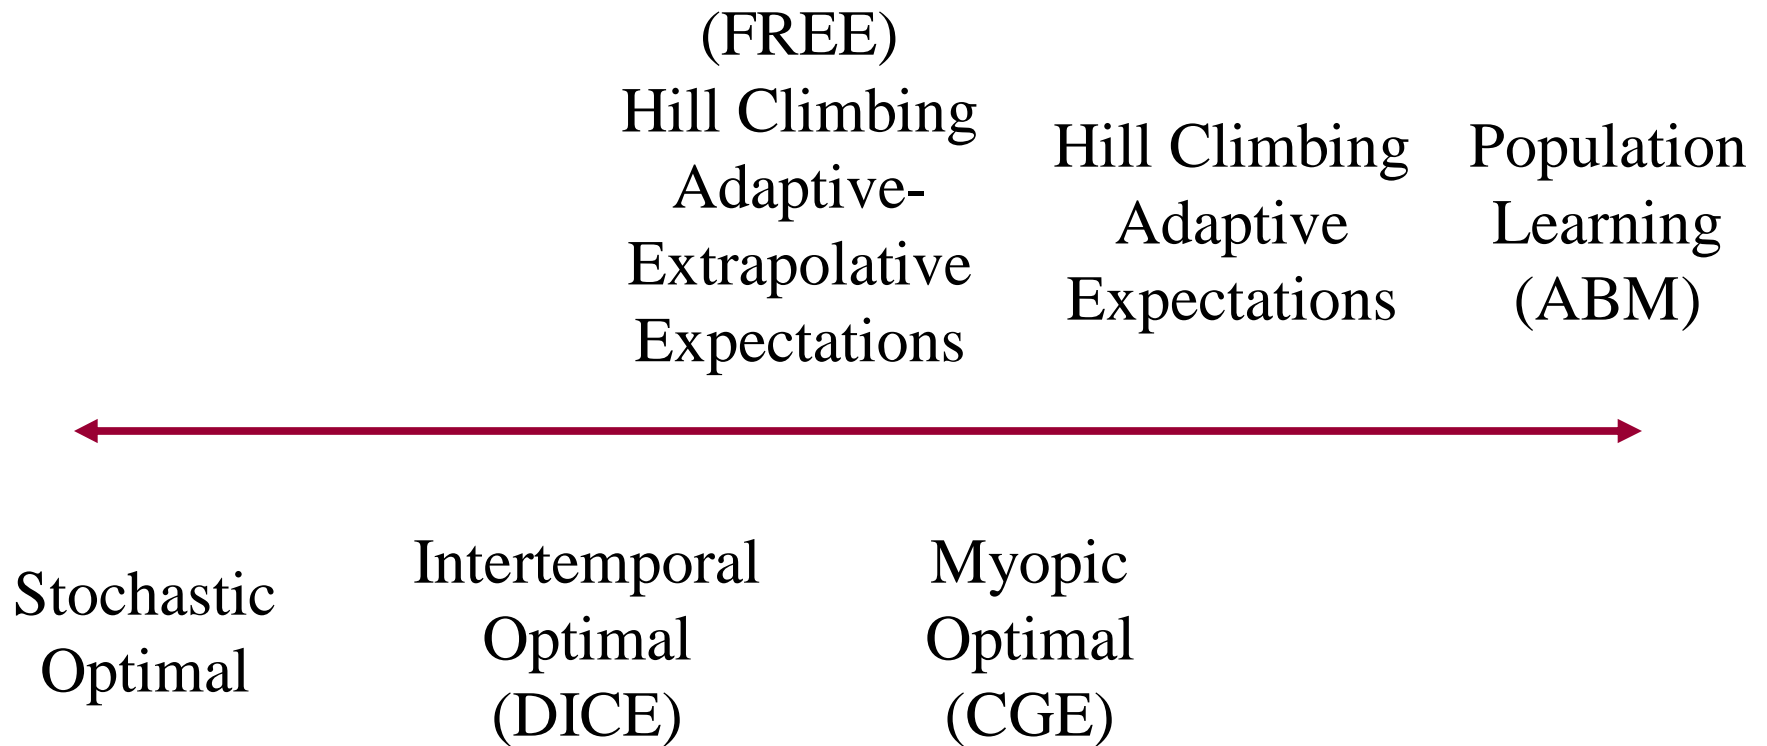 (FREE)
Hill Climbing
Adaptive-
Extrapolative
Expectations
Hill Climbing
Adaptive
Expectations
Population
Learning
(ABM)
Stochastic
Optimal
Intertemporal
Optimal
(DICE)
Myopic
Optimal
(CGE)